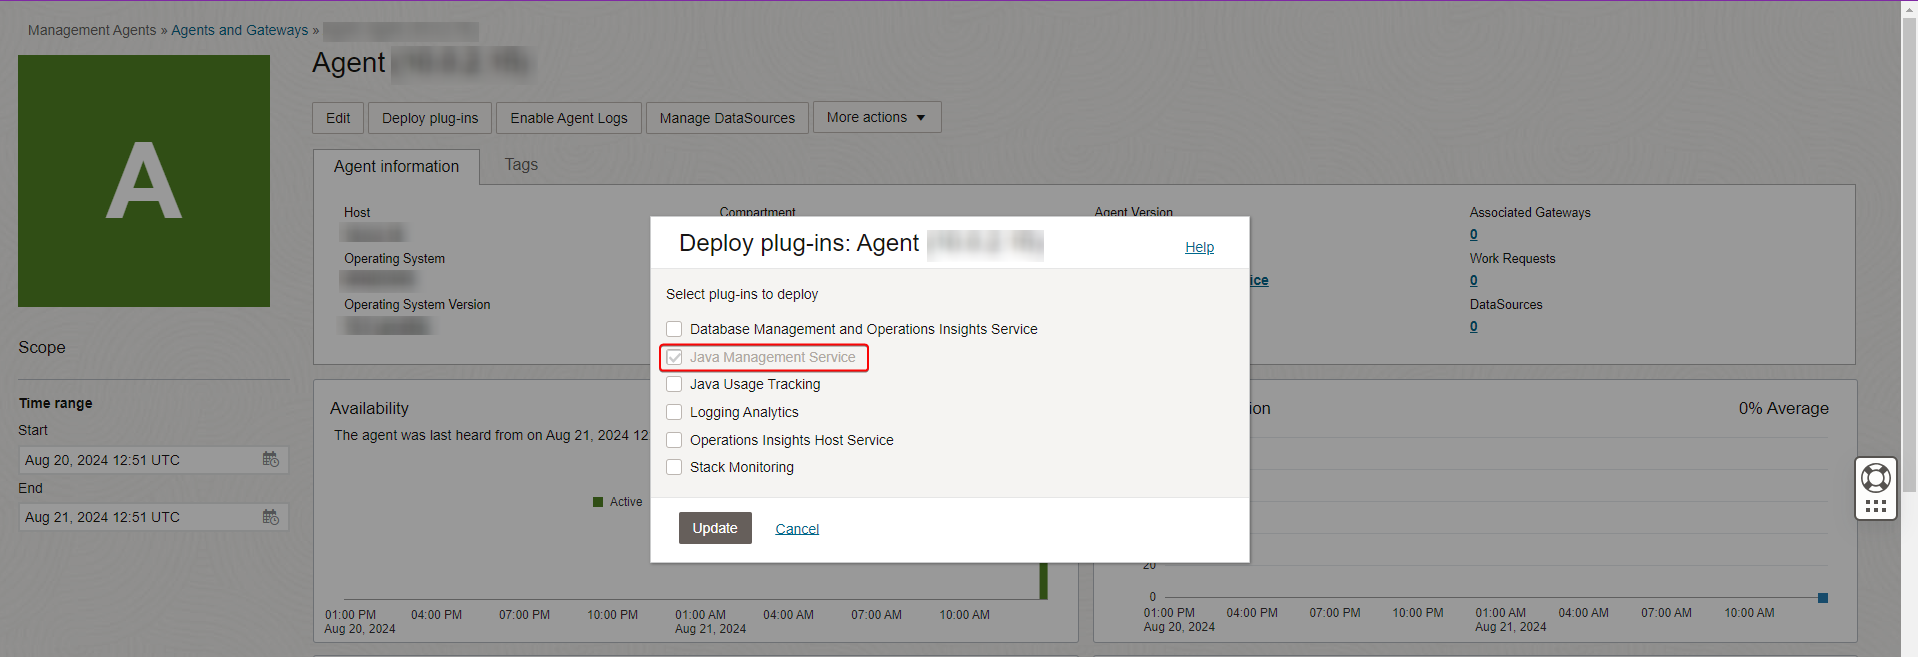 Management Agents » Agents and Gateways »
A
Agent
Edit
Deploy plug-ins
Enable Agent Logs
Manage DataSources
More actions
Agent information
Tags
Host
Compartment
Agent Version
Associated Gateways
0
Operating System
Work Requests
0
Operating System Version
DataSources
0
ice
Deploy plug-ins: Agent
Help
Select plug-ins to deploy
Database Management and Operations Insights Service
Java Management Service
Java Usage Tracking
Logging Analytics
Operations Insights Host Service
Stack Monitoring
Update
Cancel
Scope
Time range
Start
Aug 20, 2024 12:51 UTC
End
Aug 21, 2024 12:51 UTC
Availability
The agent was last heard from on Aug 21, 2024 12
Active
01:00 PM 04:00 PM 07:00 PM 10:00 PM 01:00 AM 04:00 AM 07:00 AM 10:00 AM
Aug 20, 2024 Aug 21, 2024
ion
0% Average
20
0
01:00 PM 04:00 PM 07:00 PM 10:00 PM 01:00 AM 04:00 AM 07:00 AM 10:00 AM
Aug 20, 2024 Aug 21, 2024